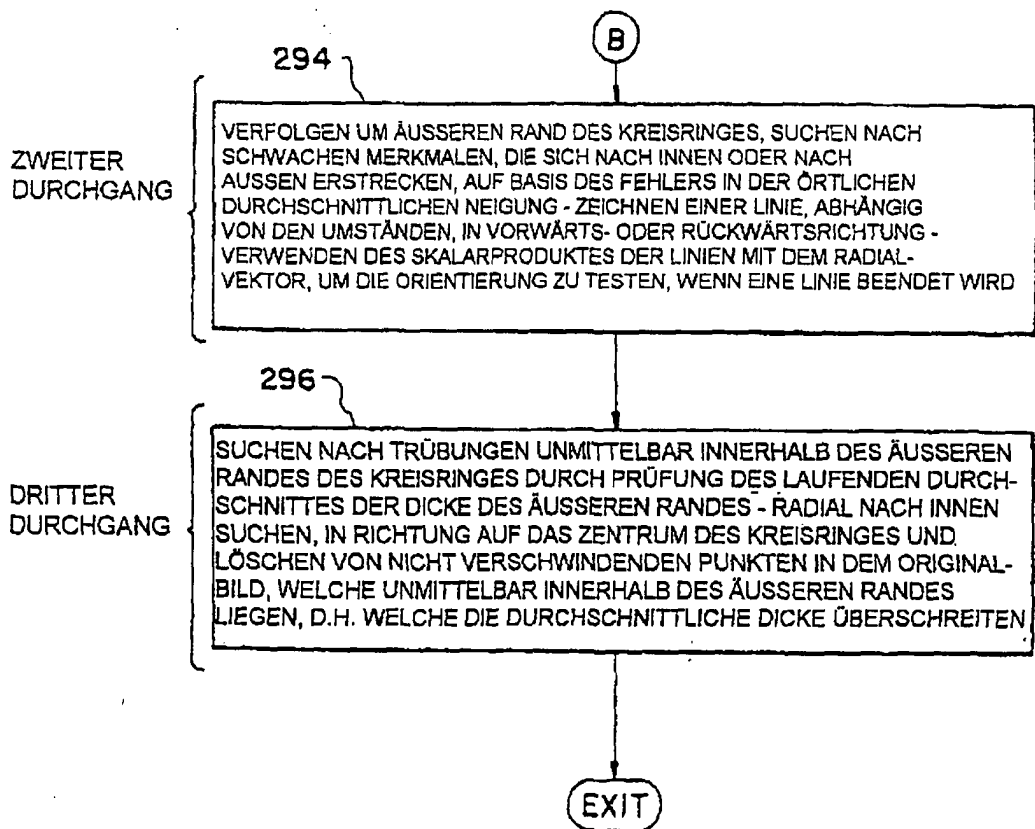 B
294
ZWEITER
DURCHGANG
VERFOLGEN UM ÄUSSEREN RAND DES KREISRINGES, SUCHEN NACH
SCHWACHEN MERKMALEN, DIE SICH NACH INNEN ODER NACH
AUSSEN ERSTRECKEN, AUF BASIS DES FEHLERS IN DER ÖRTLICHEN
DURCHSCHNITTLICHEN NEIGUNG - ZEICHNEN EINER LINIE, ABHÄNGIG
VON DEN UMSTÄNDEN, IN VORWÄRTS- ODER RÜCKWÄRTSRICHTUNG -
VERWENDEN DES SKALARPRODUKTES DER LINIEN MIT DEM RADIAL-
VEKTOR, UM DIE ORIENTIERUNG ZU TESTEN, WENN EINE LINIE BEENDET WIRD
296
DRITTER
DURCHGANG
SUCHEN NACH TRÜBUNGEN UNMITTELBAR INNERHALB DES ÄUSSEREN
RANDES DES KREISRINGES DURCH PRÜFUNG DES LAUFENDEN DURCH-
SCHNITTES DER DICKE DES ÄUSSEREN RANDES - RADIAL NACH INNEN
SUCHEN, IN RICHTUNG AUF DAS ZENTRUM DES KREISRINGES UND
LÖSCHEN VON NICHT VERSCHWINDENDEN PUNKTEN IN DEM ORIGINAL-
BILD, WELCHE UNMITTELBAR INNERHALB DES ÄUSSEREN RANDES
LIEGEN, D.H. WELCHE DIE DURCHSCHNITTLICHE DICKE ÜBERSCHREITEN
EXIT